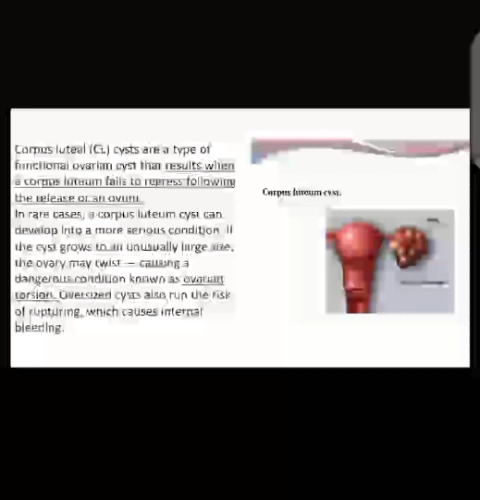 Corpus luteal (CL) cysts are a type of
functional ovarian cyst that results when
a corpus luteum fails to regress following
the release of an ovum.
In rare cases, a corpus luteum cyst can
develop into a more serious condition. If
the cyst grows to an unusually large size,
the ovary may twist — causing a
dangerous condition known as ovarian
torsion. Oversized cysts also run the risk
of rupturing, which causes internal
bleeding.
Corpus luteum cyst.